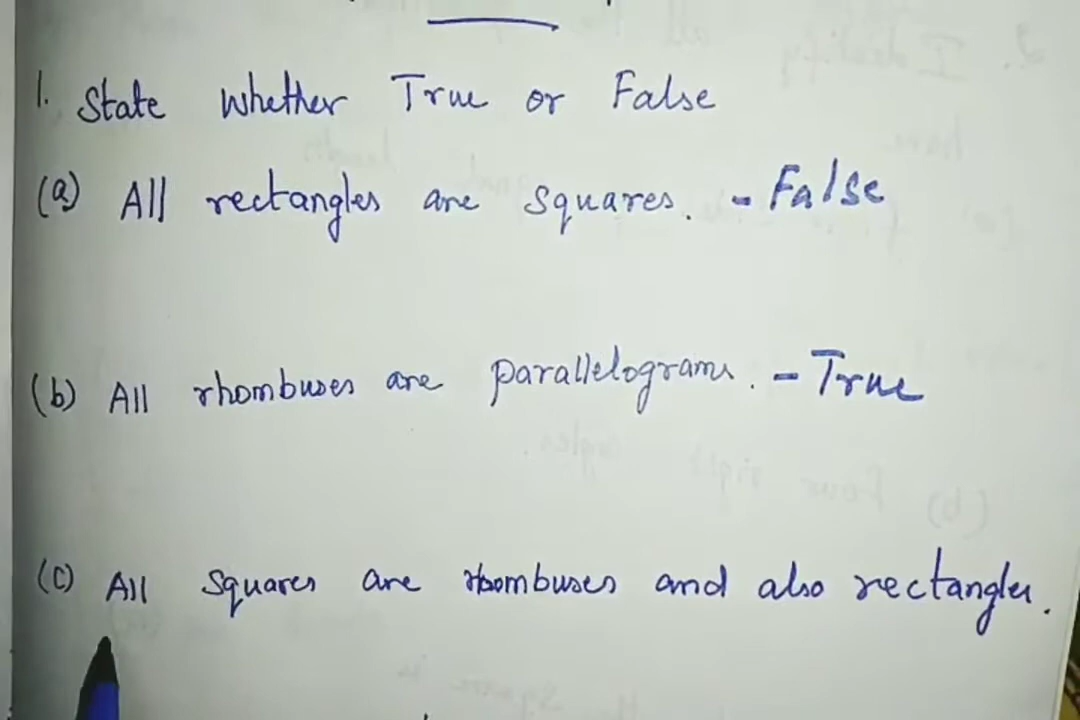 1. State whether True or False
(a) All rectangles are squares. - False
(b) All rhombuses are parallelograms. - True
(c) All squares are rhombuses and also rectangles.